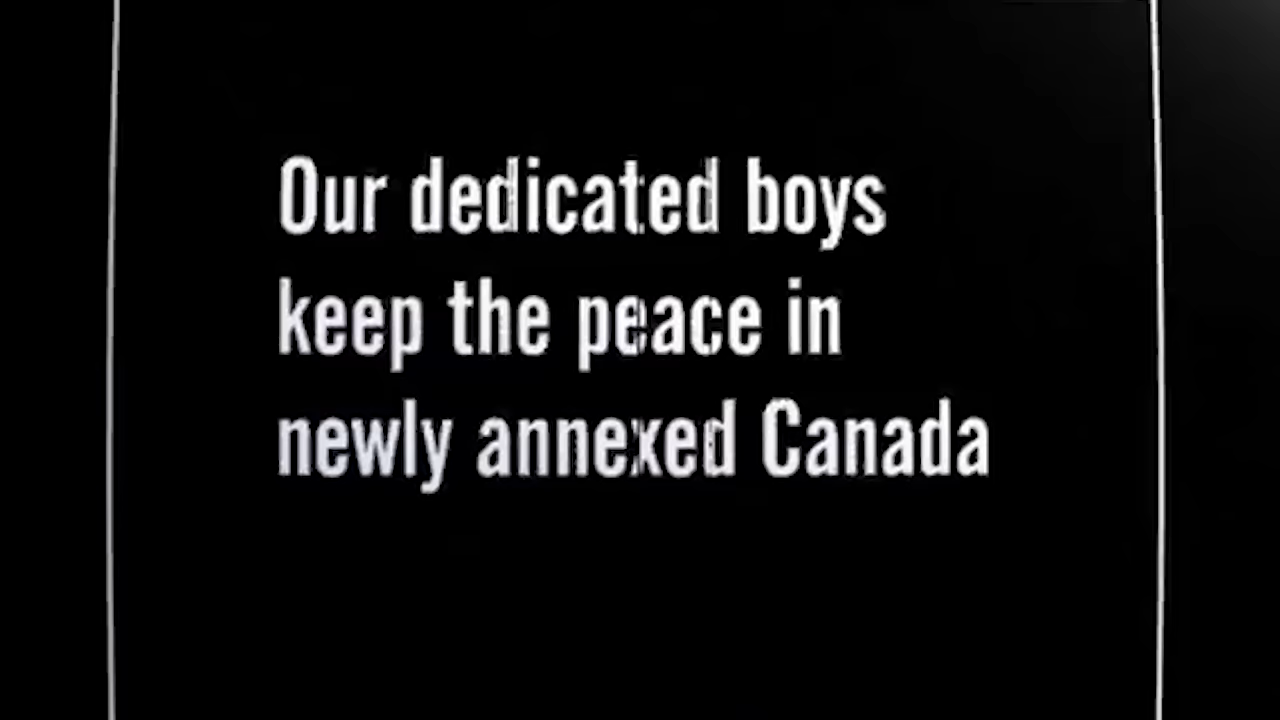 Our dedicated boys
keep the peace in
newly annexed Canada